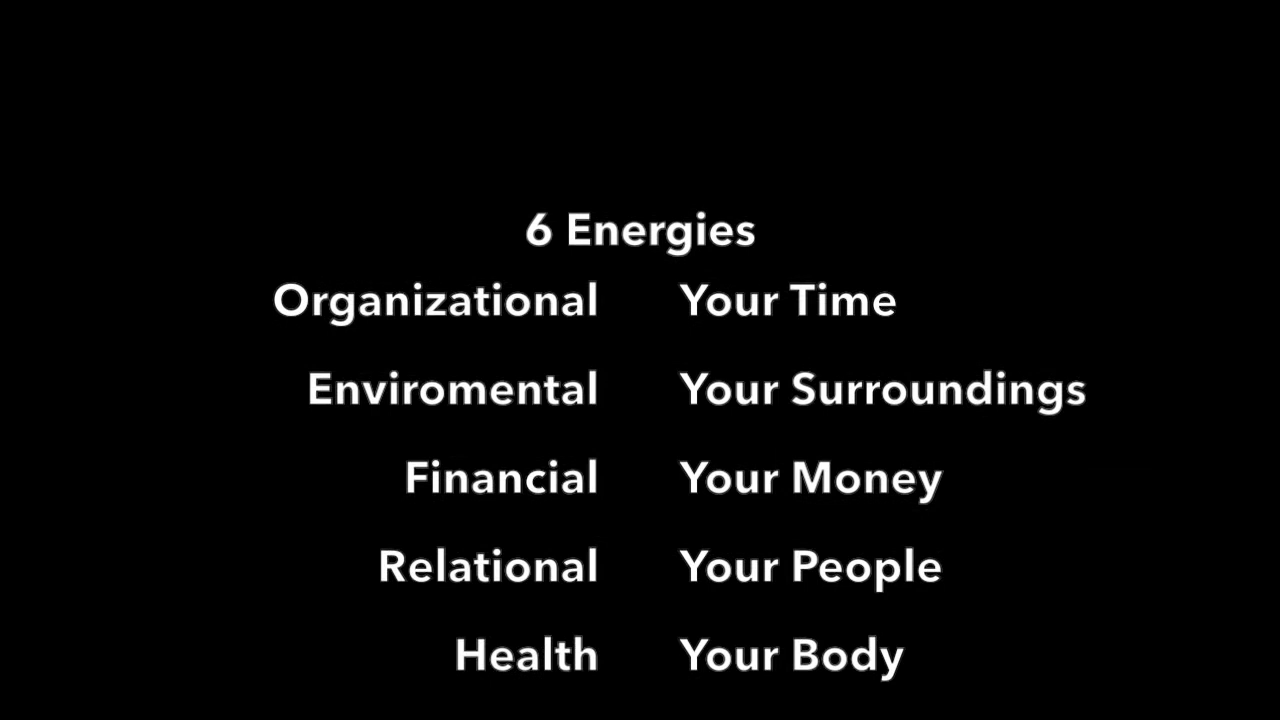 6 Energies
Organizational Your Time
Enviromental Your Surroundings
Financial Your Money
Relational Your People
Health Your Body